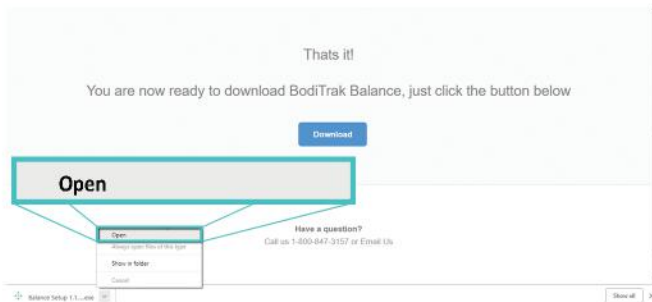 Thats it!
You are now ready to download BodiTrak Balance, just click the button below
Download
Open
Have a question?
Call us 1-800-847-3157 or Email Us
Open
Always open files of this type
Show in folder
Cancel
Balance Setup 1.1....exe
Show all